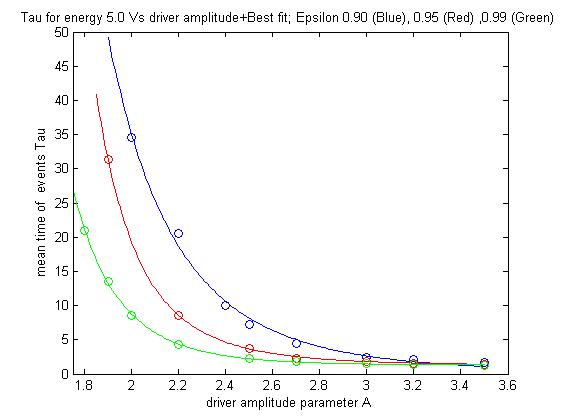 Tau for energy 5.0 Vs driver amplitude+Best fit; Epsilon 0.90 (Blue), 0.95 (Red) ,0.99 (Green)
50
45
40
35
30
25
20
15
10
5
0
mean time of events Tau
1.8 2 2.2 2.4 2.6 2.8 3 3.2 3.4 3.6
driver amplitude parameter A